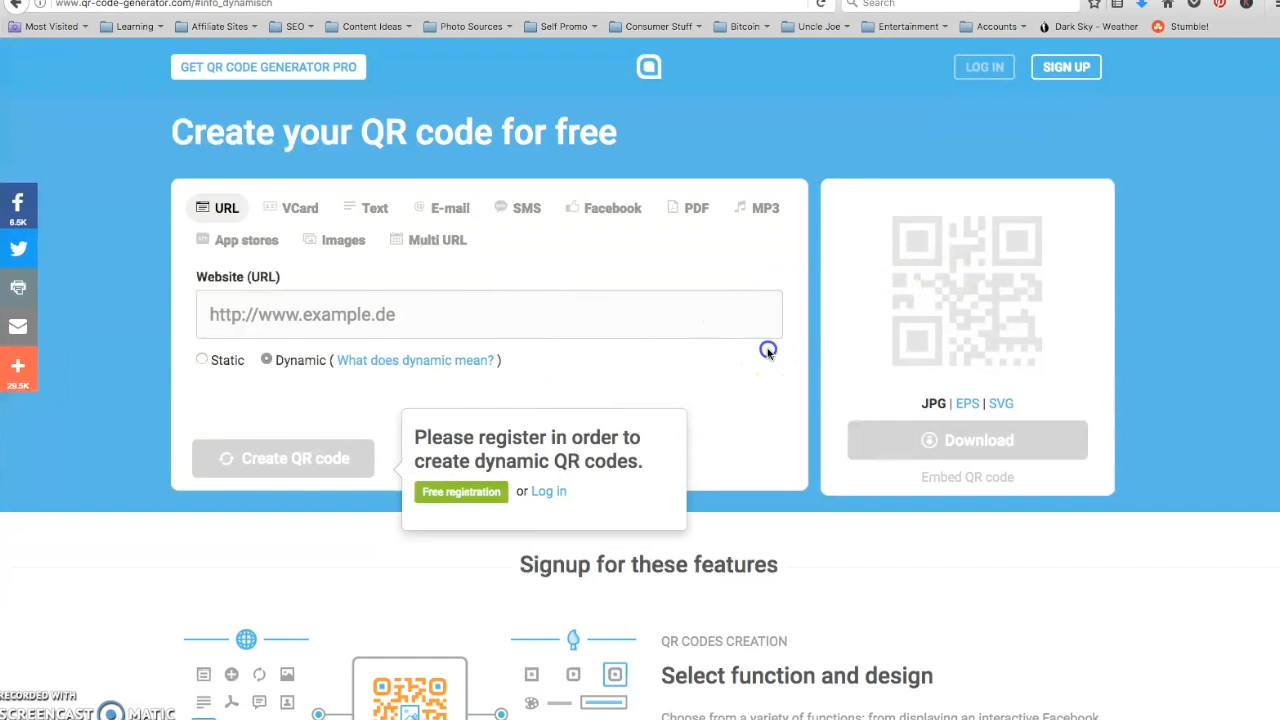 www.qr-code-generator.com/#info_dynamisch
Search
Most Visited
Learning
Affiliate Sites
SEO
Content Ideas
Photo Sources
Self Promo
Consumer Stuff
Bitcoin
Uncle Joe
Entertainment
Accounts
Dark Sky - Weather
Stumble!
GET QR CODE GENERATOR PRO
LOG IN
SIGN UP
Create your QR code for free
6.5K
29.5K
URL VCard Text E-mail SMS Facebook PDF MP3
App stores Images Multi URL
Website (URL)
http://www.example.de
Static Dynamic ( What does dynamic mean? )
Create QR code
Please register in order to
create dynamic QR codes.
Free registration or Log in
JPG | EPS | SVG
Download
Embed QR code
Signup for these features
QR CODES CREATION
Select function and design
Choose from a variety of functions: from displaying an interactive Facebook
RECORDED WITH
SCREENCAST MATIC